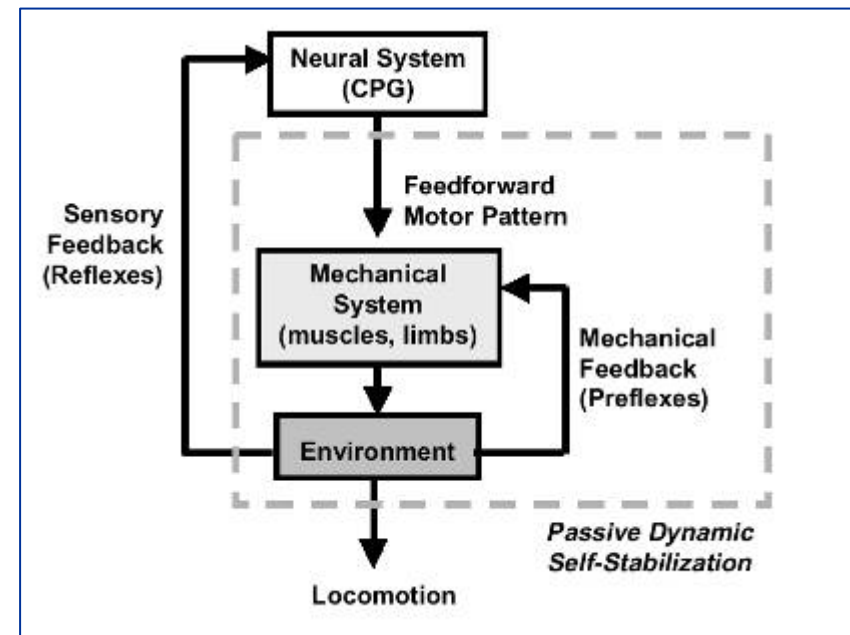 Neural System
(CPG)
Feedforward
Motor Pattern
Sensory
Feedback
(Reflexes)
Mechanical
System
(muscles, limbs)
Mechanical
Feedback
(Preflexes)
Environment
Passive Dynamic
Self-Stabilization
Locomotion